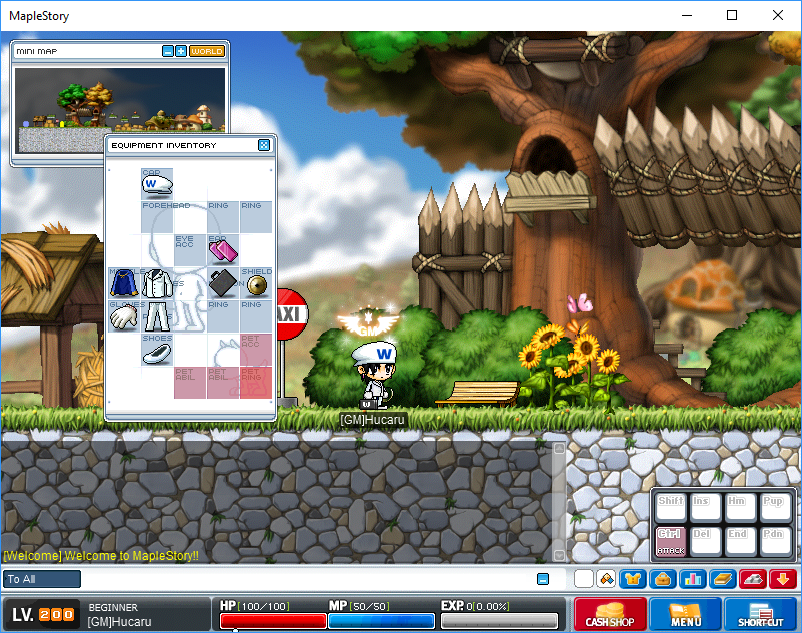 MapleStory
MINI MAP
WORLD
EQUIPMENT INVENTORY
CAP
W
FOREHEAD RING RING
EYE
ACC
EAR
SHIELD
GLOVES RING RING
SHOES
PET
ACC
PET
ABIL
PET
ABIL
PET
RING
AXI
GM
W
W
[GM]Hucaru
Shift Ins Hm Pup
Ctrl Del End Pdn
ATTACK
[Welcome] Welcome to MapleStory!!
To All
LV. 200
BEGINNER
[GM]Hucaru
HP[100/100] MP[50/50] EXP. 0[0.00%]
CASH SHOP
MENU
SHORT CUT